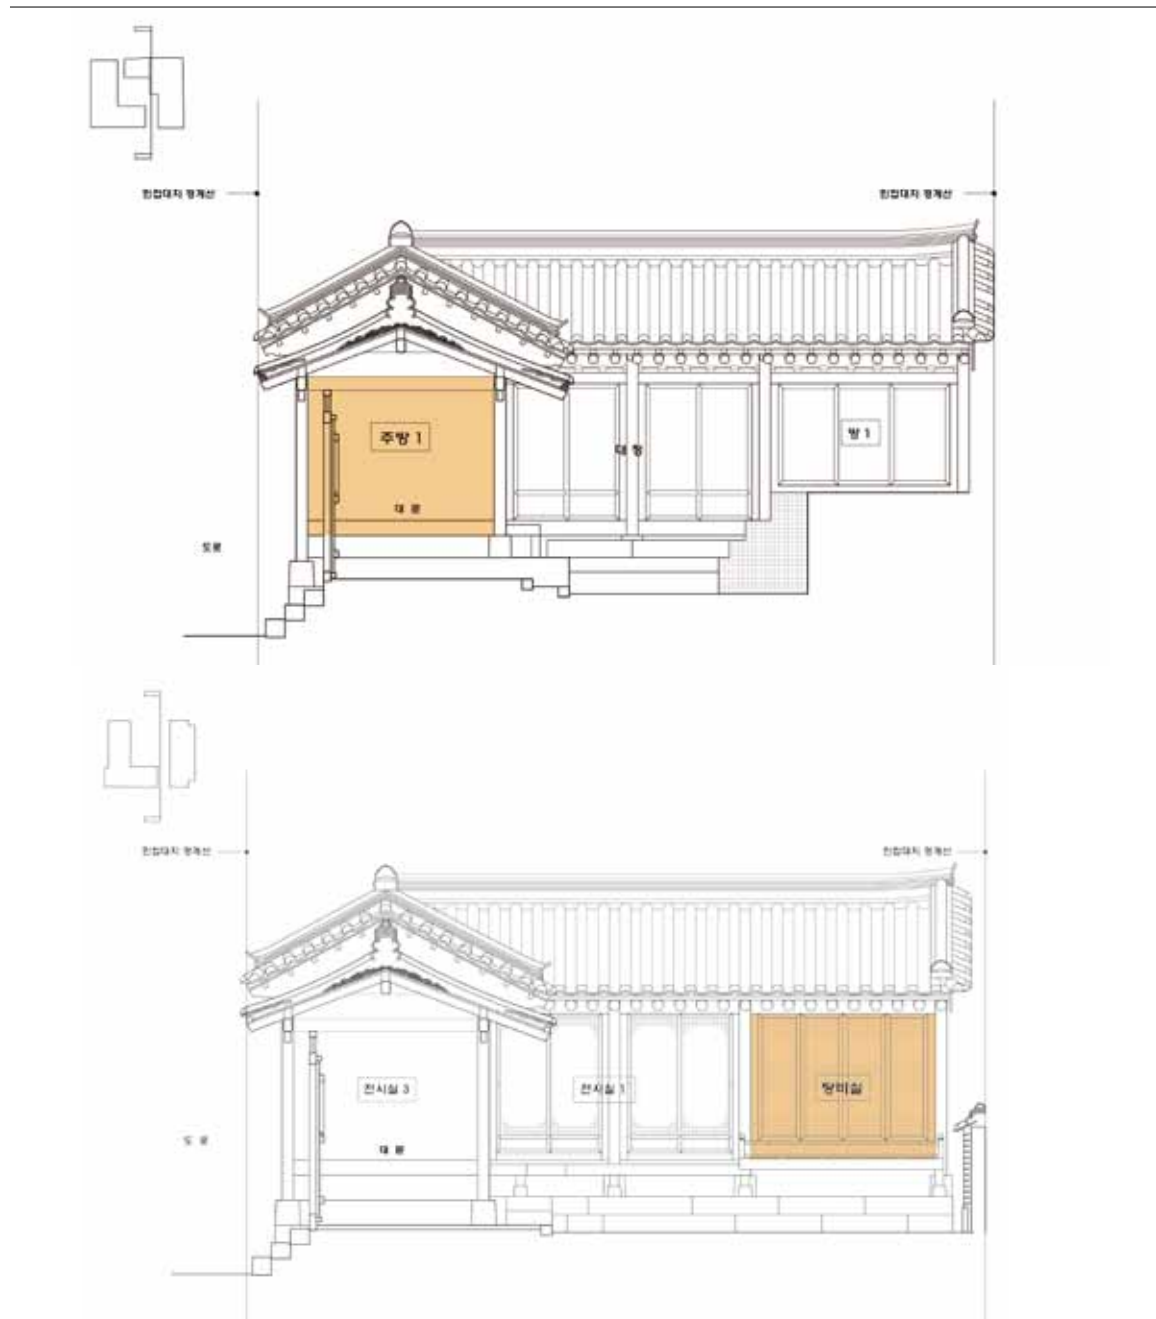 인접대지 경계선
인접대지 경계선
주방 1
대 청
방 1
대 문
도로
인접대지 경계선
인접대지 경계선
전시실 3
전시실 1
탕비실
대 문
도 로